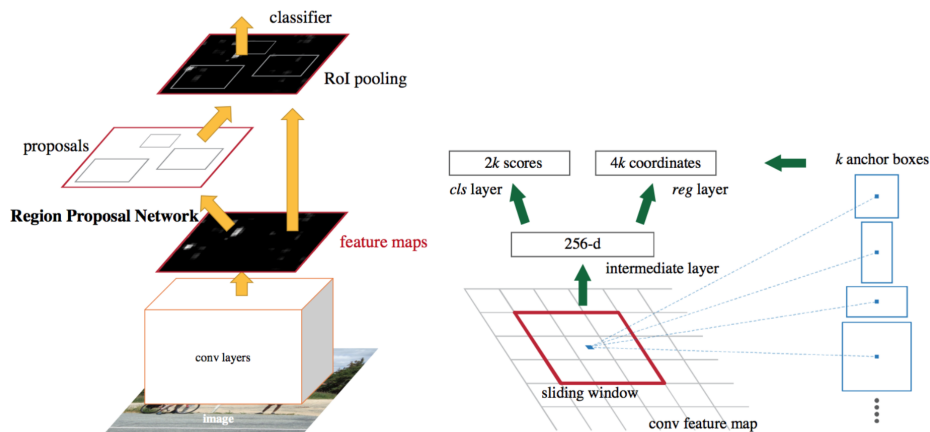 classifier
RoI pooling
proposals
Region Proposal Network
feature maps
conv layers
image
2k scores
4k coordinates
k anchor boxes
cls layer
reg layer
256-d
intermediate layer
sliding window
conv feature map